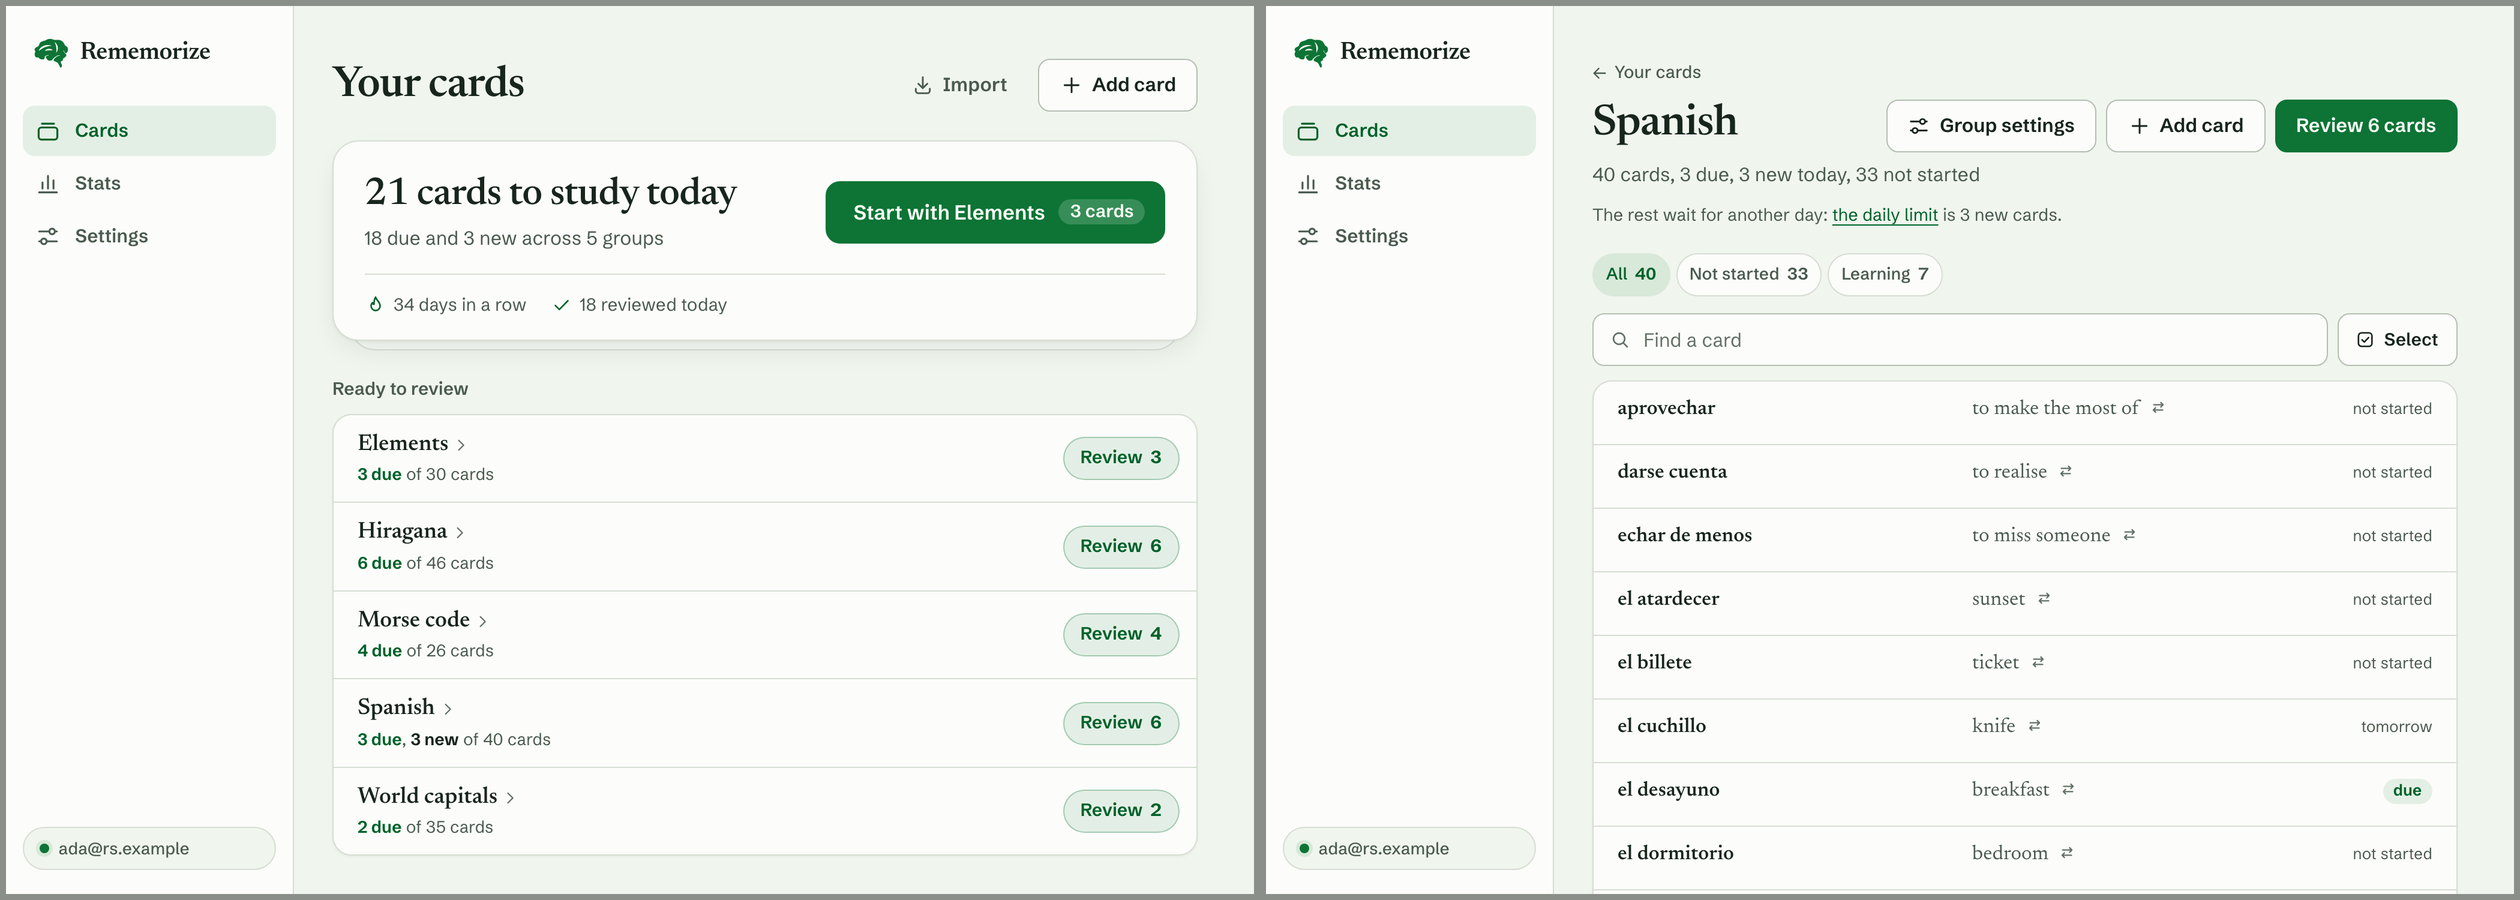 Rememorize
Cards
Stats
Settings
ada@rs.example
Your cards
Import
Add card
21 cards to study today
18 due and 3 new across 5 groups
Start with Elements 3 cards
34 days in a row
18 reviewed today
Ready to review
Elements
3 due of 30 cards
Review 3
Hiragana
6 due of 46 cards
Review 6
Morse code
4 due of 26 cards
Review 4
Spanish
3 due, 3 new of 40 cards
Review 6
World capitals
2 due of 35 cards
Review 2
Rememorize
Cards
Stats
Settings
ada@rs.example
Your cards
Spanish
Group settings
Add card
Review 6 cards
40 cards, 3 due, 3 new today, 33 not started
The rest wait for another day: the daily limit is 3 new cards.
All 40
Not started 33
Learning 7
Find a card
Select
aprovechar to make the most of not started
darse cuenta to realise not started
echar de menos to miss someone not started
el atardecer sunset not started
el billete ticket not started
el cuchillo knife tomorrow
el desayuno breakfast due
el dormitorio bedroom not started